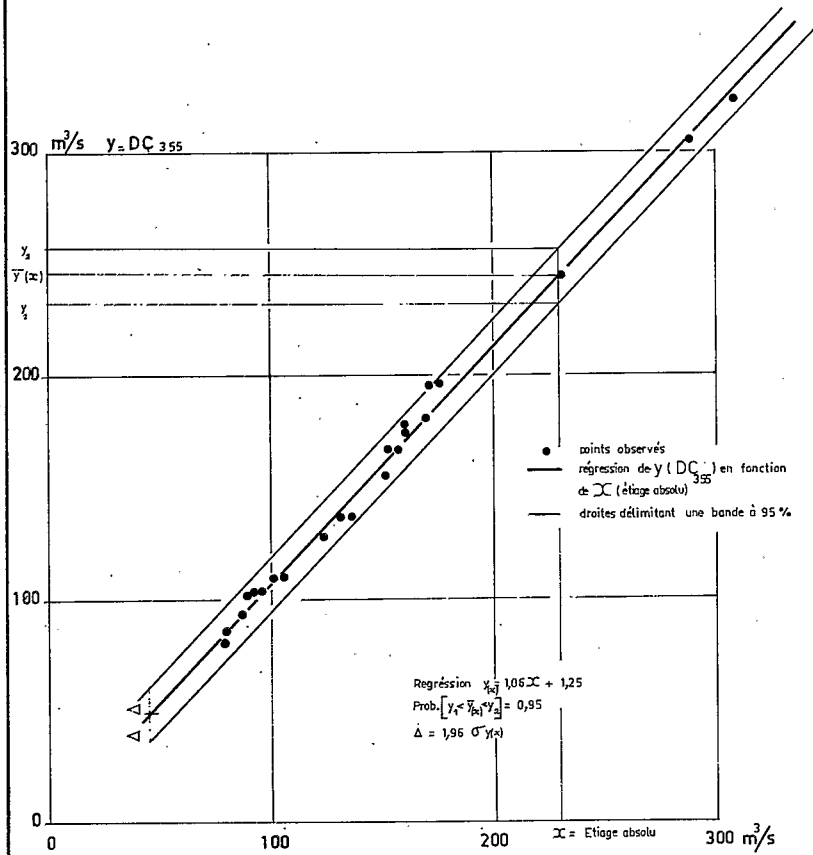 300 m³/s y = DC 355
y₂
y̅(x)
y₂
200
points observés
régression de y (DC 355) en fonction
de x (étiage absolu)
droites délimitant une bande à 95 %
100
Regréssion y(x) = 1,06 x + 1,25
Prob. [y₁ < y̅(x) < y₂] = 0,95
Δ = 1,96 σ y(x)
Δ
Δ
0
0 100 200 300 m³/s
x = Etiage absolu